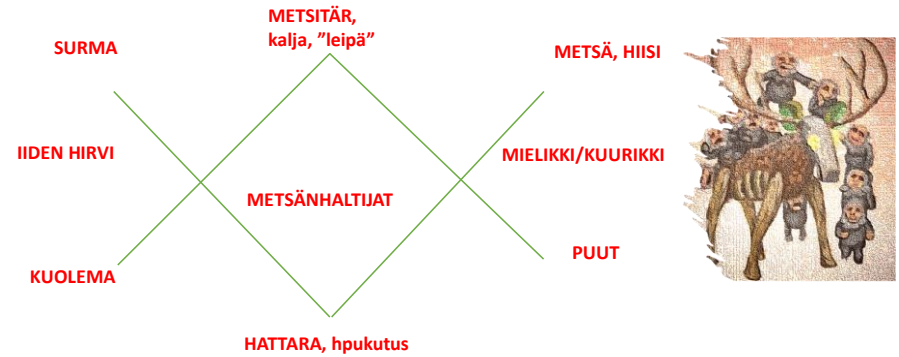 METSITÄR,
kalja, ”leipä”
SURMA
METSÄ, HIISI
IIDEN HIRVI
MIELIKKI/KUURIKKI
METSÄNHALTIJAT
PUUT
KUOLEMA
HATTARA, hpukutus